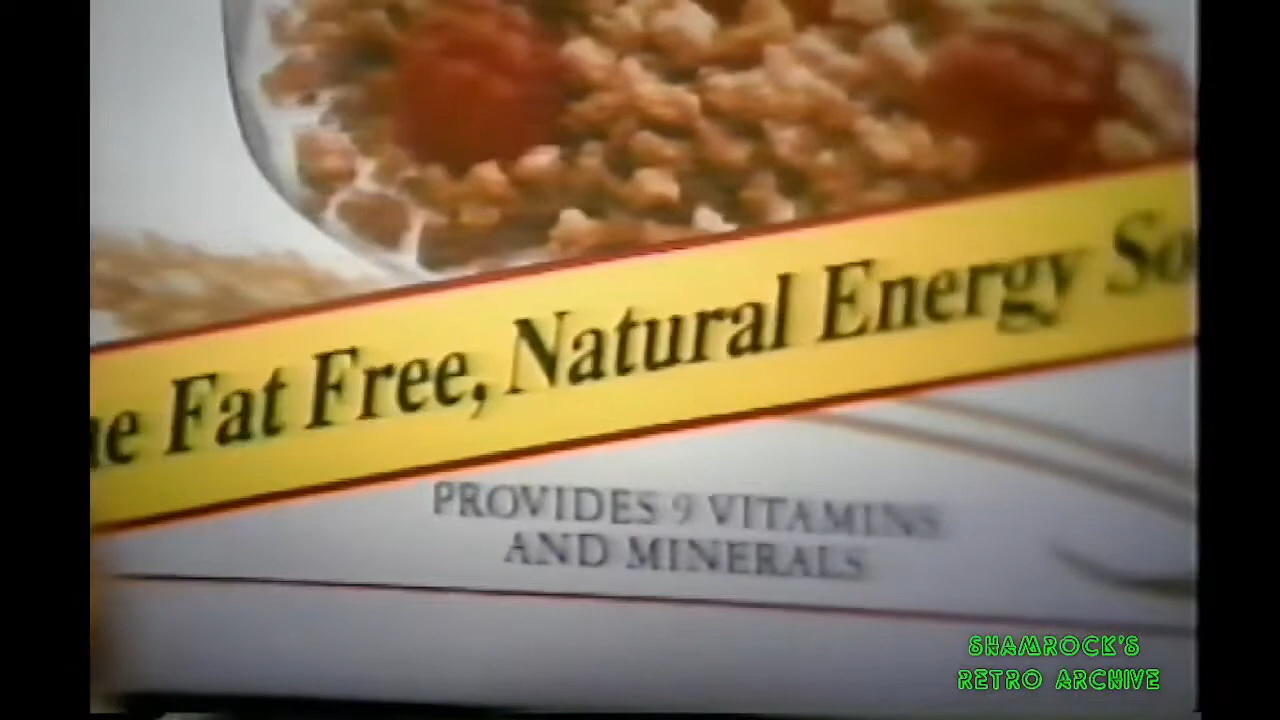 Fat Free, Natural Energy
PROVIDES 9 VITAMINS
AND MINERALS
SHAMROCK'S
RETRO ARCHIVE